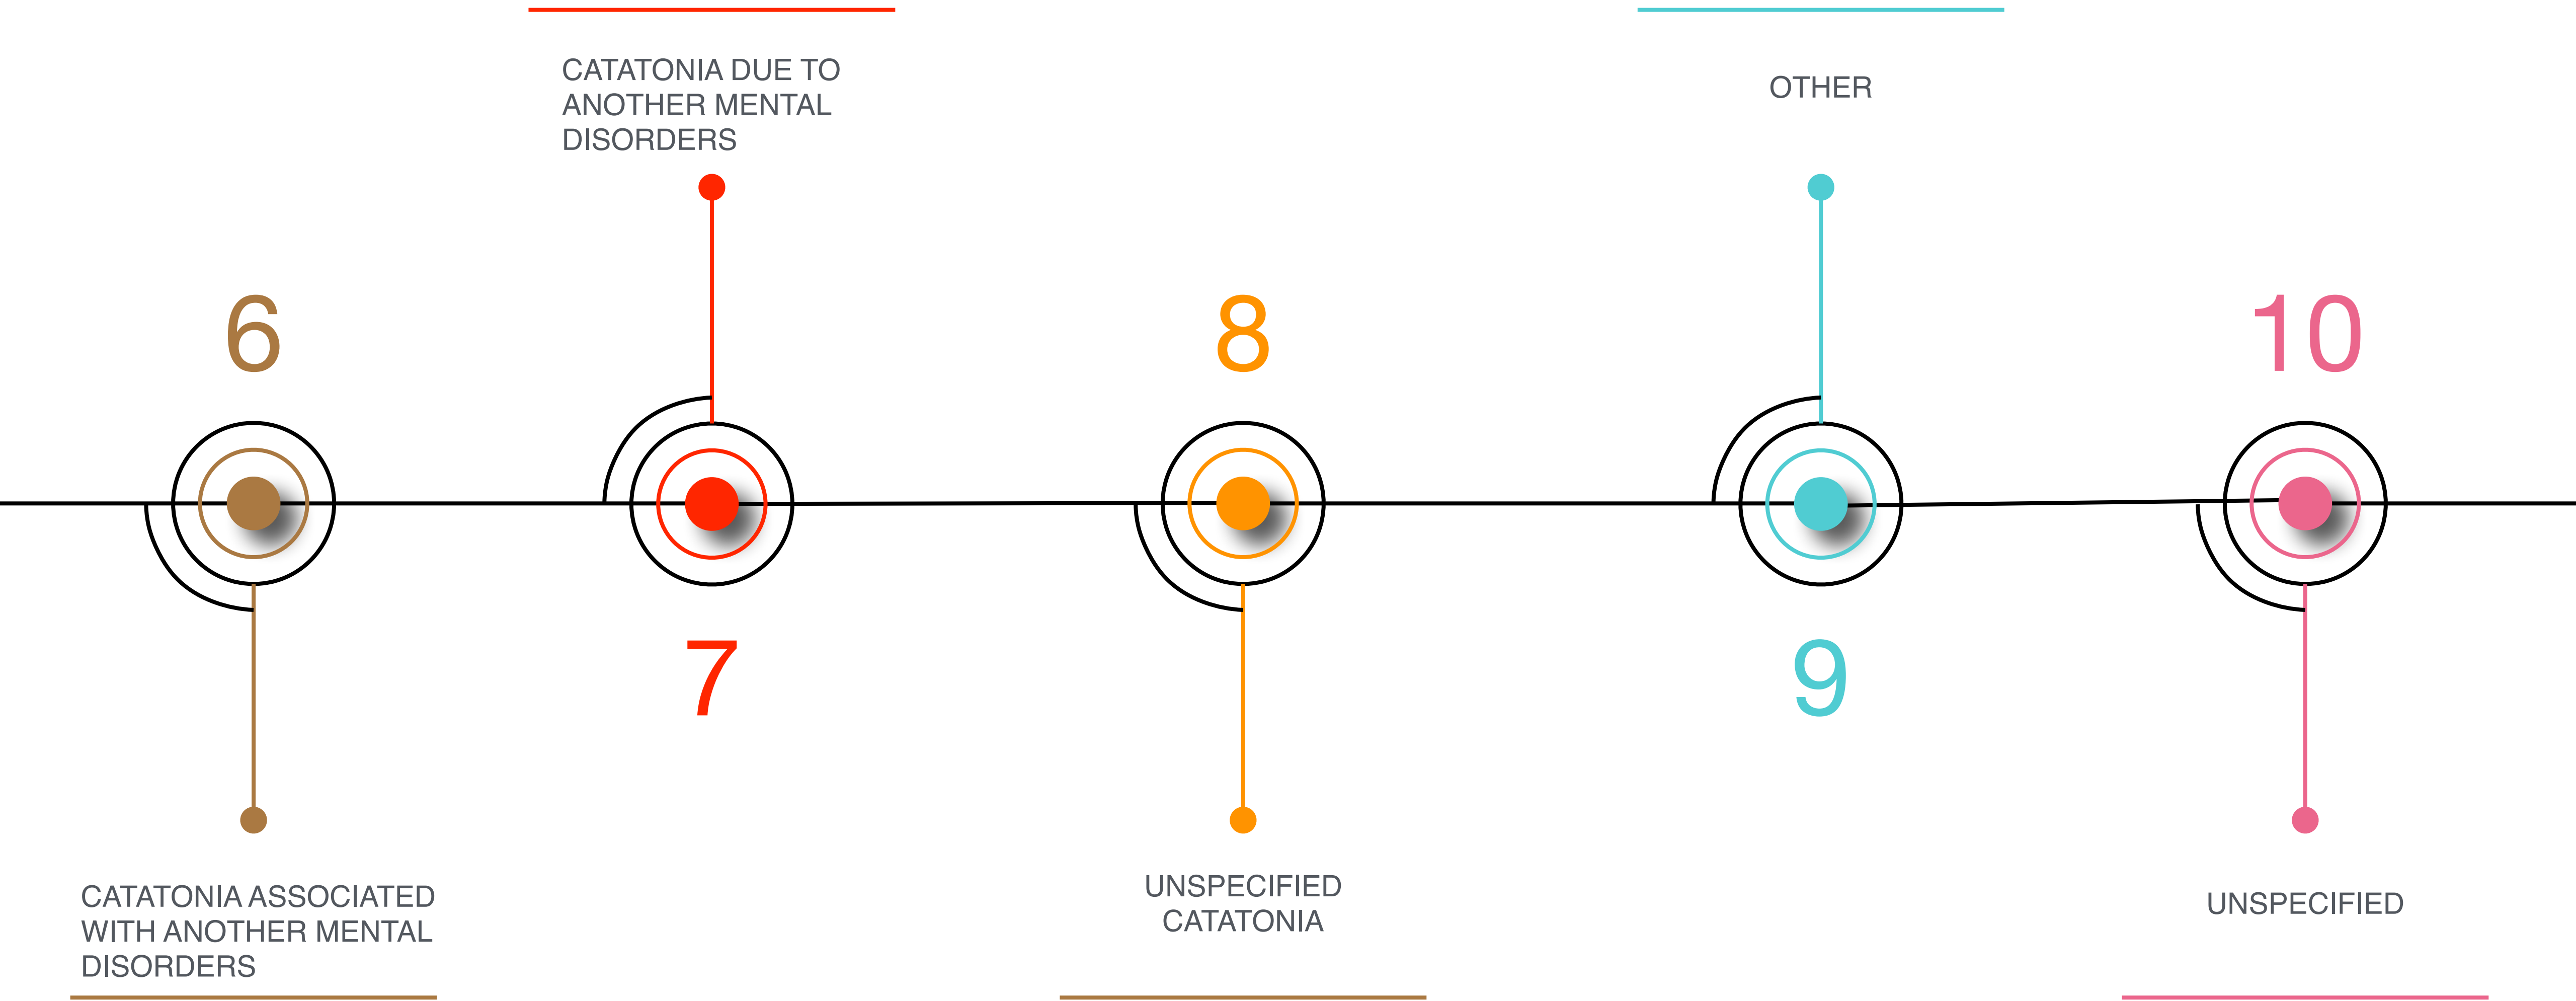 CATATONIA DUE TO
ANOTHER MENTAL
DISORDERS
OTHER
6
8
10
7
9
CATATONIA ASSOCIATED
WITH ANOTHER MENTAL
DISORDERS
UNSPECIFIED
CATATONIA
UNSPECIFIED